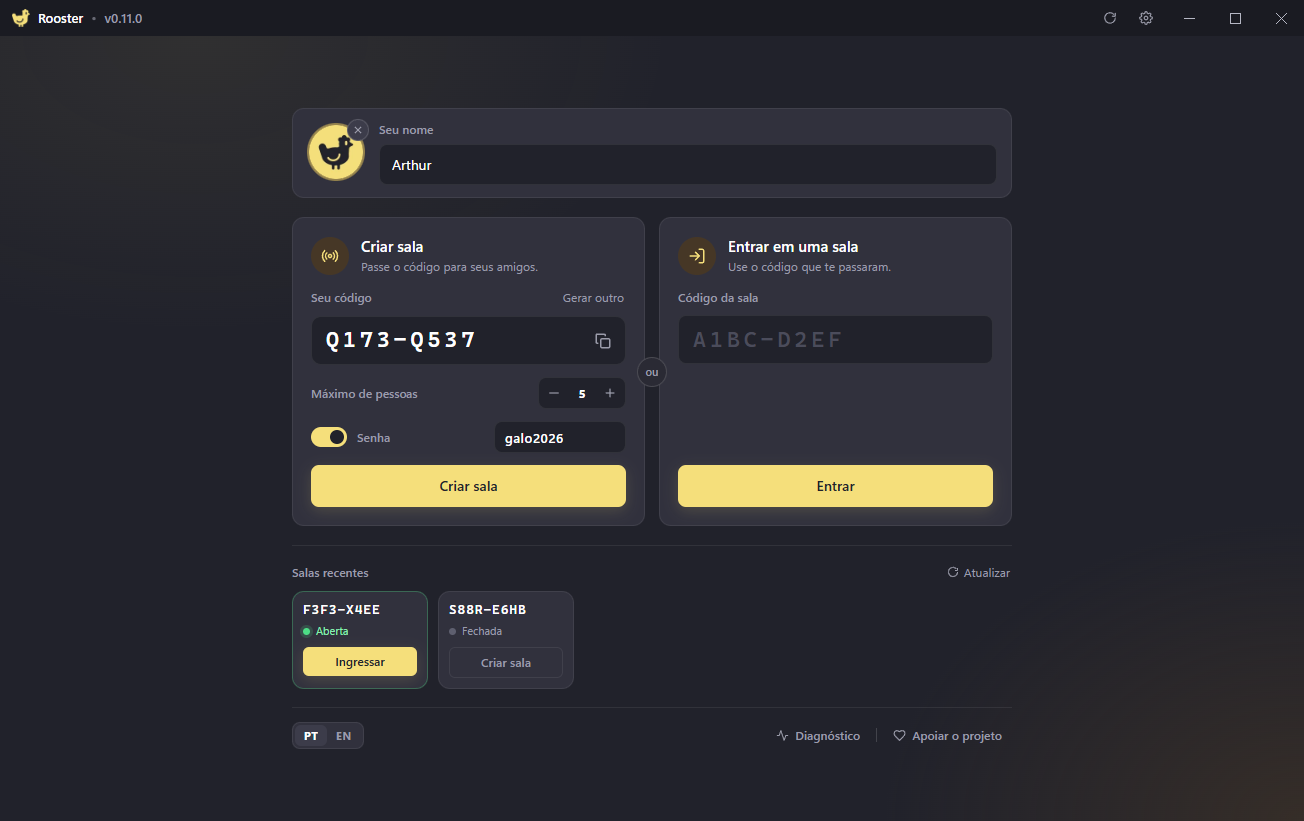 Rooster • v0.11.0
Seu nome
Arthur
Criar sala
Passe o código para seus amigos.
Seu código
Gerar outro
Q173-Q537
Máximo de pessoas
5
Senha
galo2026
Criar sala
ou
Entrar em uma sala
Use o código que te passaram.
Código da sala
A1BC-D2EF
Entrar
Salas recentes
Atualizar
F3F3-X4EE
Aberta
Ingressar
S88R-E6HB
Fechada
Criar sala
PT EN
Diagnóstico
Apoiar o projeto